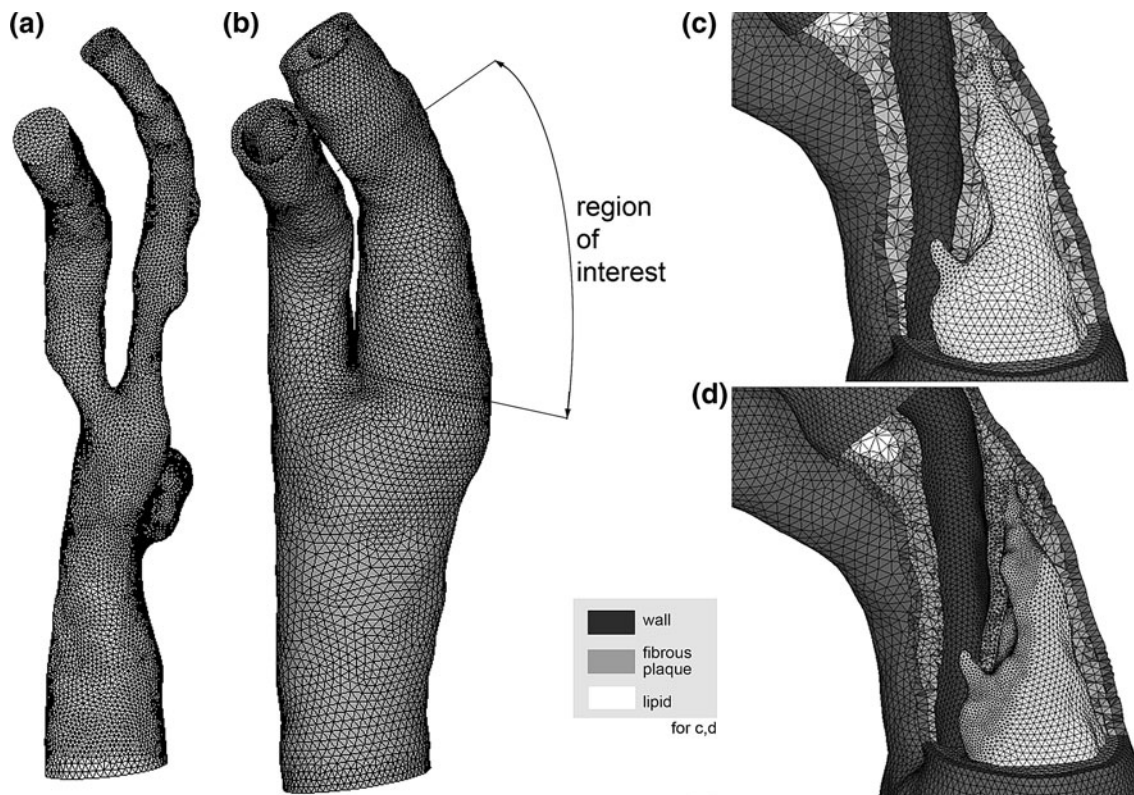 (a)
(b)
region
of
interest
(c)
(d)
wall
fibrous
plaque
lipid
for c,d